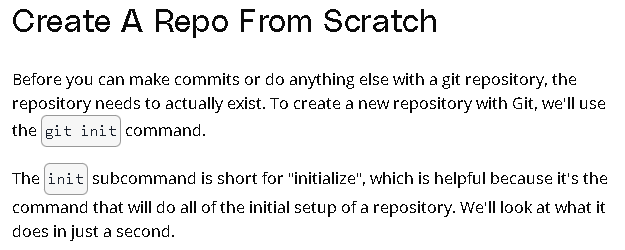 Create A Repo From Scratch
Before you can make commits or do anything else with a git repository, the
repository needs to actually exist. To create a new repository with Git, we'll use
the git init command.
The init subcommand is short for "initialize", which is helpful because it's the
command that will do all of the initial setup of a repository. We'll look at what it
does in just a second.